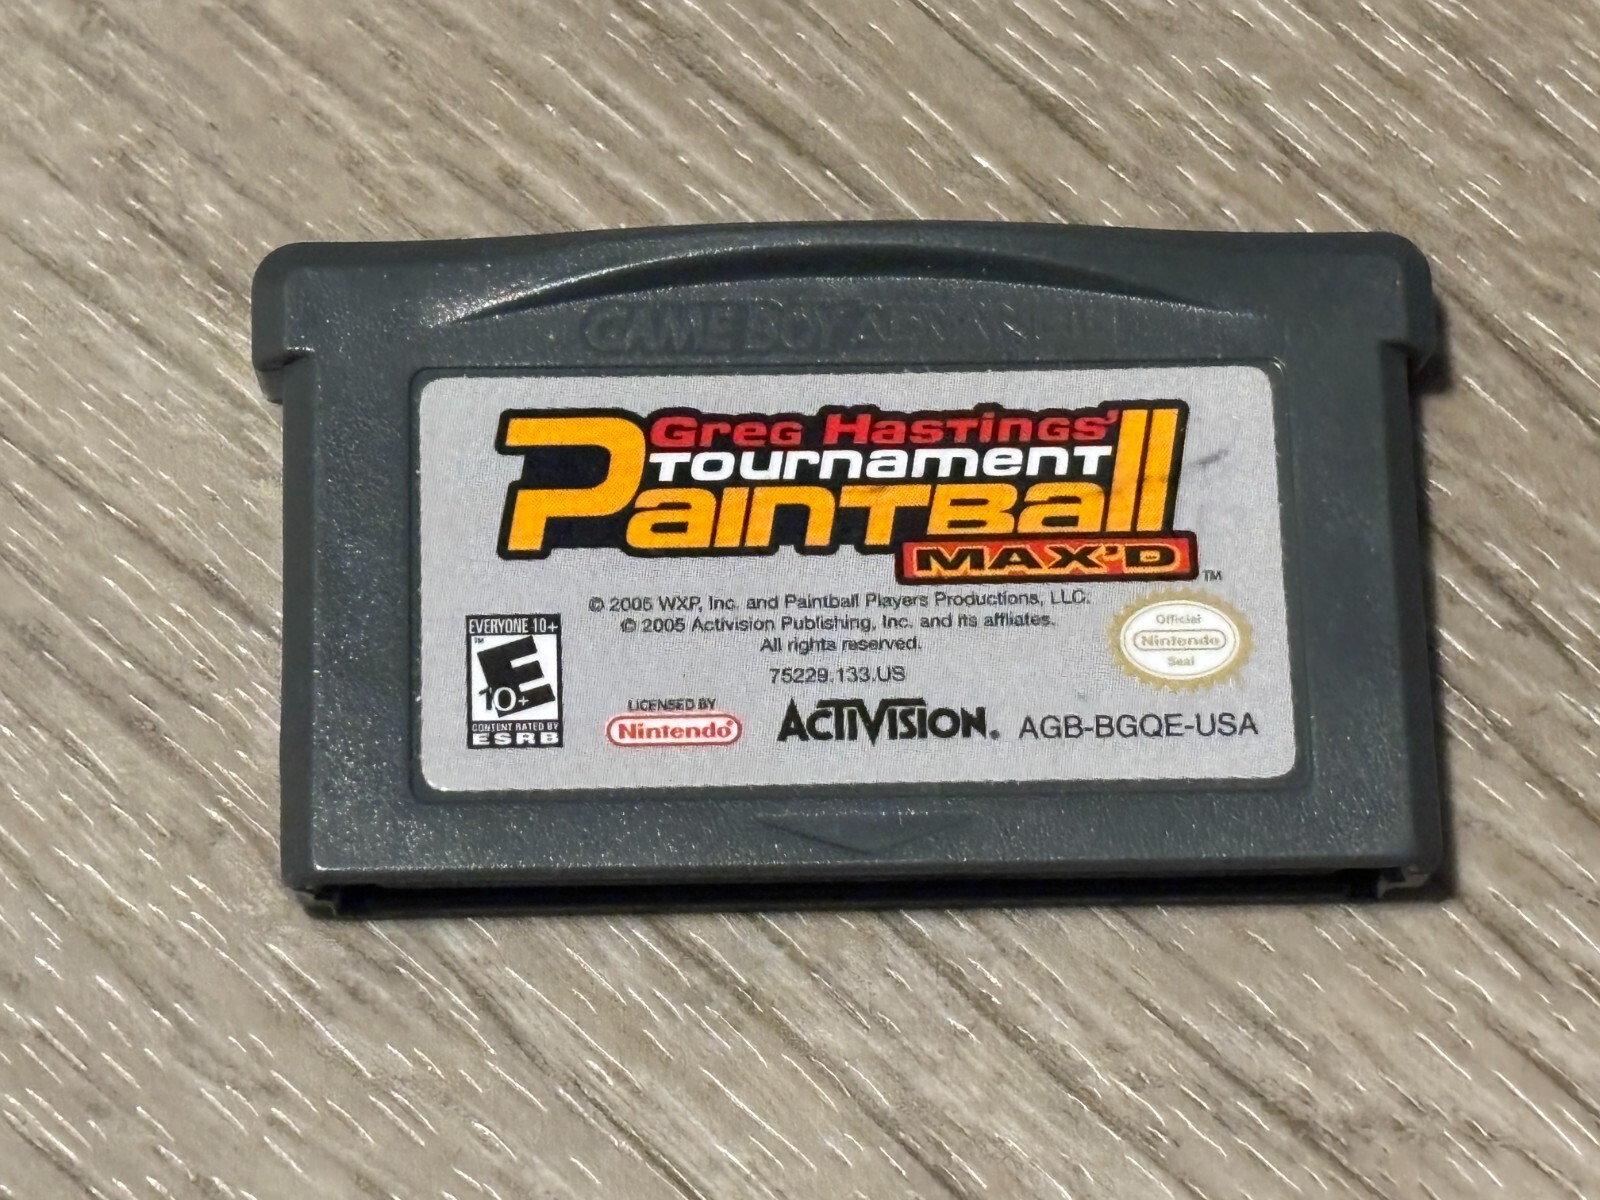 GAME BOY ADVANCE
Greg Hastings'
Tournament
Paintball
MAX'D
TM
© 2005 WXP, Inc. and Paintball Players Productions, LLC.
© 2005 Activision Publishing, Inc. and its affiliates.
All rights reserved.
75229.133.US
EVERYONE 10+
TM
E
10+
CONTENT RATED BY
ESRB
LICENSED BY
Nintendo®
ACTIVISION®
AGB-BGQE-USA
Official
Nintendo
Seal